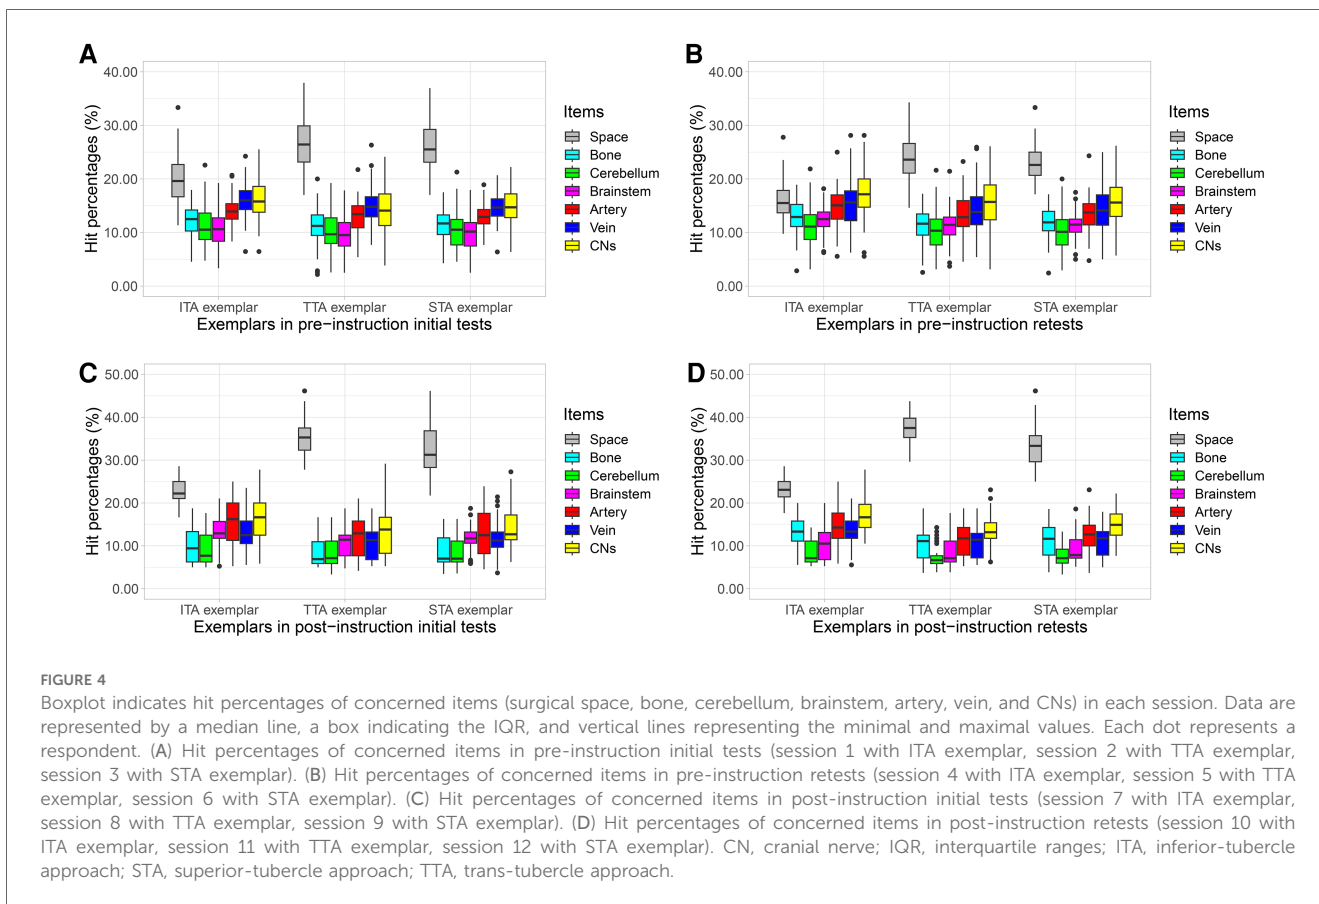 A
Hit percentages (%)
40.00
30.00
20.00
10.00
0.00
ITA exemplar TTA exemplar STA exemplar
Exemplars in pre−instruction initial tests
Items
Space
Bone
Cerebellum
Brainstem
Artery
Vein
CNs
B
Hit percentages (%)
40.00
30.00
20.00
10.00
0.00
ITA exemplar TTA exemplar STA exemplar
Exemplars in pre−instruction retests
Items
Space
Bone
Cerebellum
Brainstem
Artery
Vein
CNs
C
Hit percentages (%)
50.00
40.00
30.00
20.00
10.00
0.00
ITA exemplar TTA exemplar STA exemplar
Exemplars in post−instruction initial tests
Items
Space
Bone
Cerebellum
Brainstem
Artery
Vein
CNs
D
Hit percentages (%)
50.00
40.00
30.00
20.00
10.00
0.00
ITA exemplar TTA exemplar STA exemplar
Exemplars in post−instruction retests
Items
Space
Bone
Cerebellum
Brainstem
Artery
Vein
CNs
FIGURE 4
Boxplot indicates hit percentages of concerned items (surgical space, bone, cerebellum, brainstem, artery, vein, and CNs) in each session. Data are
represented by a median line, a box indicating the IQR, and vertical lines representing the minimal and maximal values. Each dot represents a
respondent. (A) Hit percentages of concerned items in pre-instruction initial tests (session 1 with ITA exemplar, session 2 with TTA exemplar,
session 3 with STA exemplar). (B) Hit percentages of concerned items in pre-instruction retests (session 4 with ITA exemplar, session 5 with TTA
exemplar, session 6 with STA exemplar). (C) Hit percentages of concerned items in post-instruction initial tests (session 7 with ITA exemplar,
session 8 with TTA exemplar, session 9 with STA exemplar). (D) Hit percentages of concerned items in post-instruction retests (session 10 with
ITA exemplar, session 11 with TTA exemplar, session 12 with STA exemplar). CN, cranial nerve; IQR, interquartile ranges; ITA, inferior-tubercle
approach; STA, superior-tubercle approach; TTA, trans-tubercle approach.